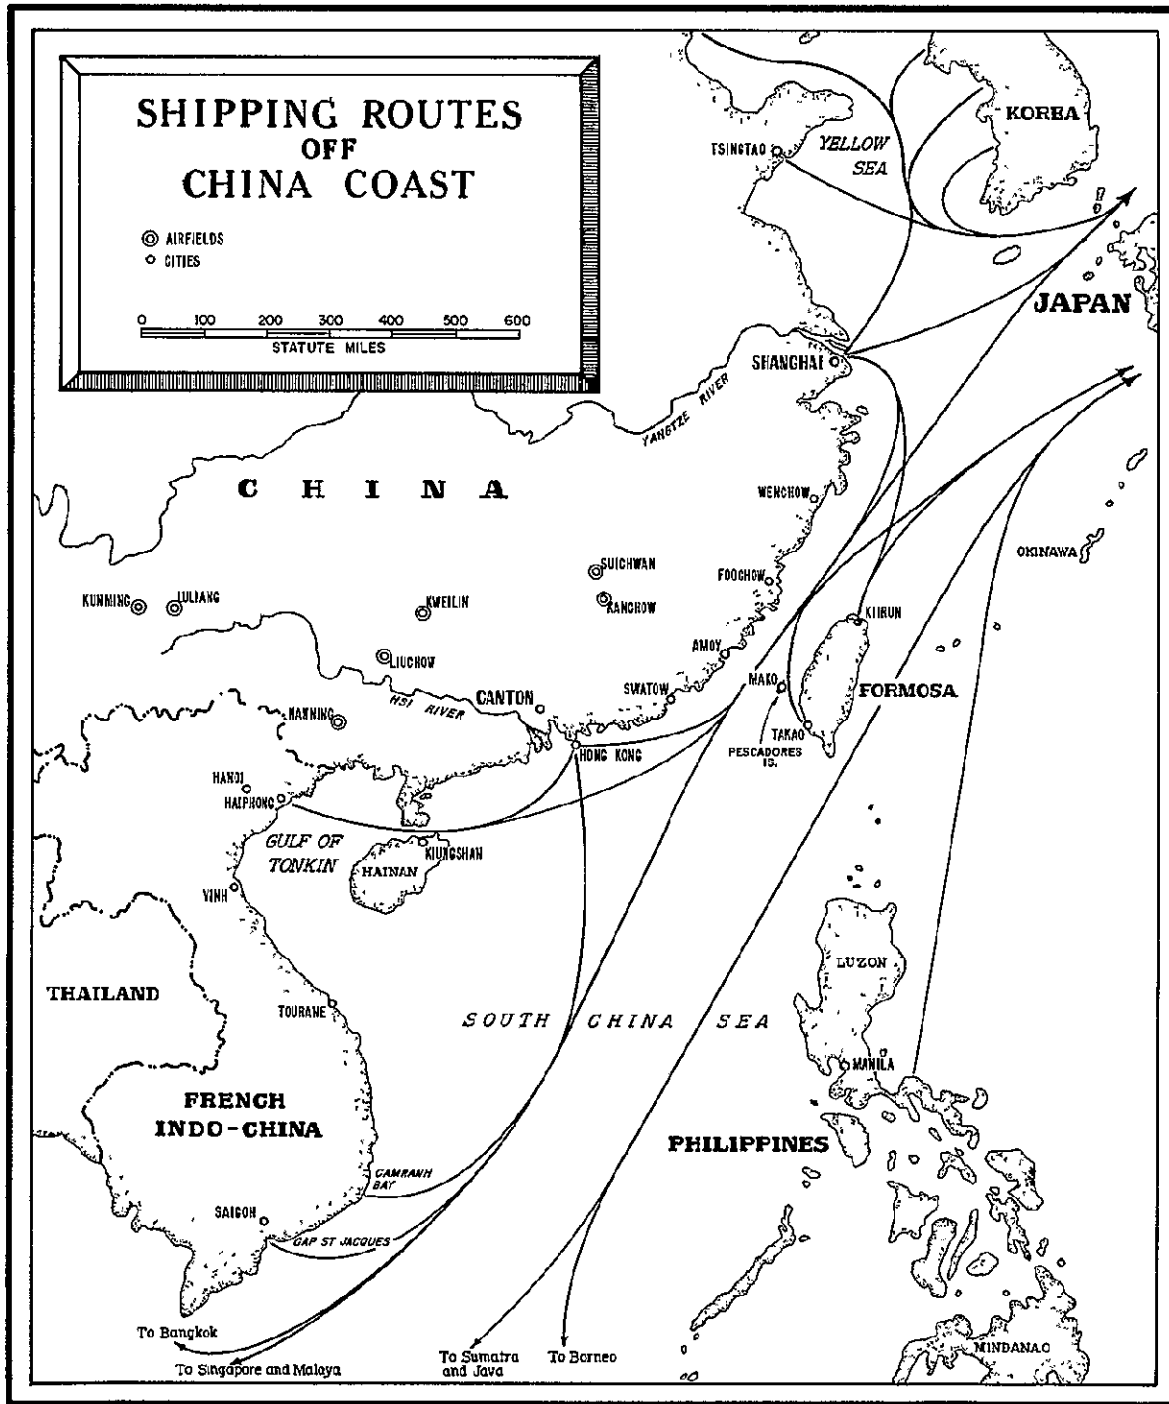 SHIPPING ROUTES
OFF
CHINA COAST
AIRFIELDS
CITIES
0 100 200 300 400 500 600
STATUTE MILES
KOREA
TSINGTAO
YELLOW
SEA
JAPAN
SHANGHAI
YANGTZE RIVER
CHINA
WENCHOW
OKINAWA
SUICHWAN
FOOCHOW
KUNMING
LULIANG
KWEILIN
KANCHOW
KIIRUN
LIUCHOW
AMOY
MAKO
FORMOSA
CANTON
SWATOW
HSI RIVER
NANNING
TAKAO
HONG KONG
PESCADORES
IS.
HANOI
HAIPHONG
GULF OF
TONKIN
KIUNGSHAN
HAINAN
VINH
LUZON
THAILAND
TOURANE
SOUTH CHINA SEA
MANILA
FRENCH
INDO-CHINA
PHILIPPINES
CAMRANH
BAY
SAIGON
CAP ST JACQUES
To Bangkok
To Singapore and Malaya
To Sumatra
and Java
To Borneo
MINDANAO